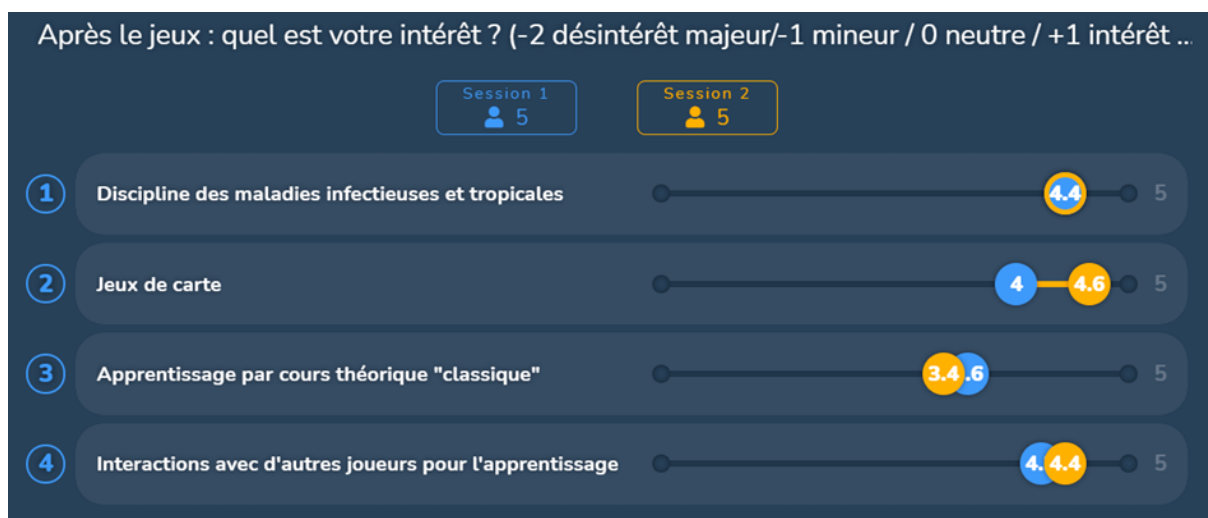 Après le jeux : quel est votre intérêt ? (-2 désintérêt majeur/-1 mineur / 0 neutre / +1 intérêt ...
Session 1
5
Session 2
5
1 Discipline des maladies infectieuses et tropicales 4.4 5
2 Jeux de carte 4 4.6 5
3 Apprentissage par cours théorique "classique" 3.4 .6 5
4 Interactions avec d'autres joueurs pour l'apprentissage 4. 4.4 5